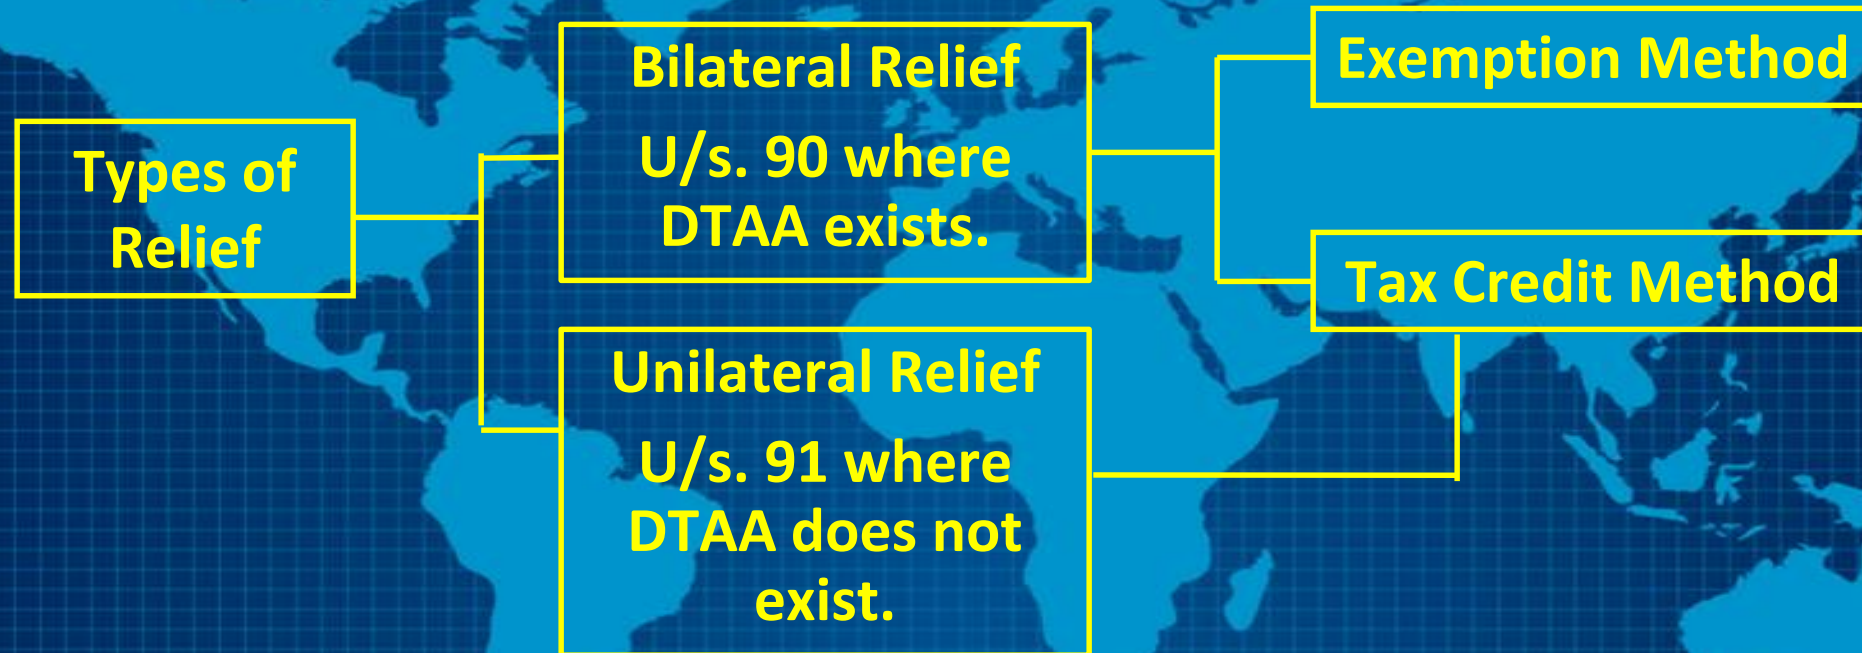 Types of
Relief
Bilateral Relief
U/s. 90 where
DTAA exists.
Unilateral Relief
U/s. 91 where
DTAA does not
exist.
Exemption Method
Tax Credit Method